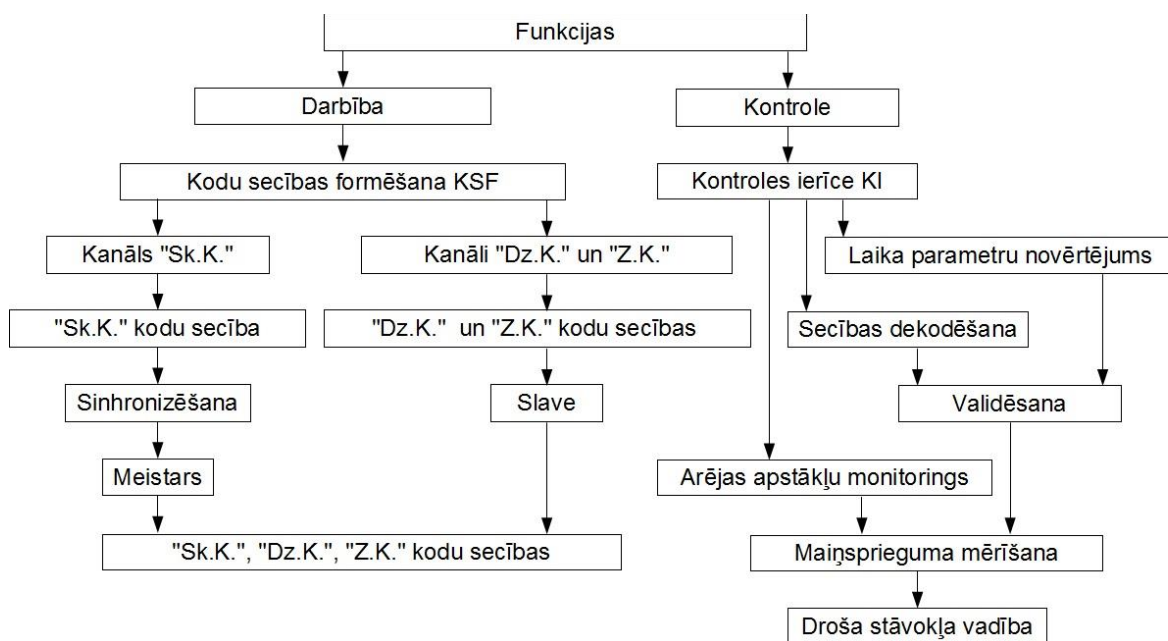 Funkcijas
Darbība
Kontrole
Kodu secības formēšana KSF
Kontroles ierīce KI
Kanāls "Sk.K."
Kanāli "Dz.K." un "Z.K."
Laika parametru novērtējums
"Sk.K." kodu secība
"Dz.K." un "Z.K." kodu secības
Secības dekodēšana
Sinhronizēšana
Slave
Validēsana
Meistars
Arējas apstākļu monitorings
"Sk.K.", "Dz.K.", "Z.K." kodu secības
Maiņsprieguma mērīšana
Droša stāvokļa vadība